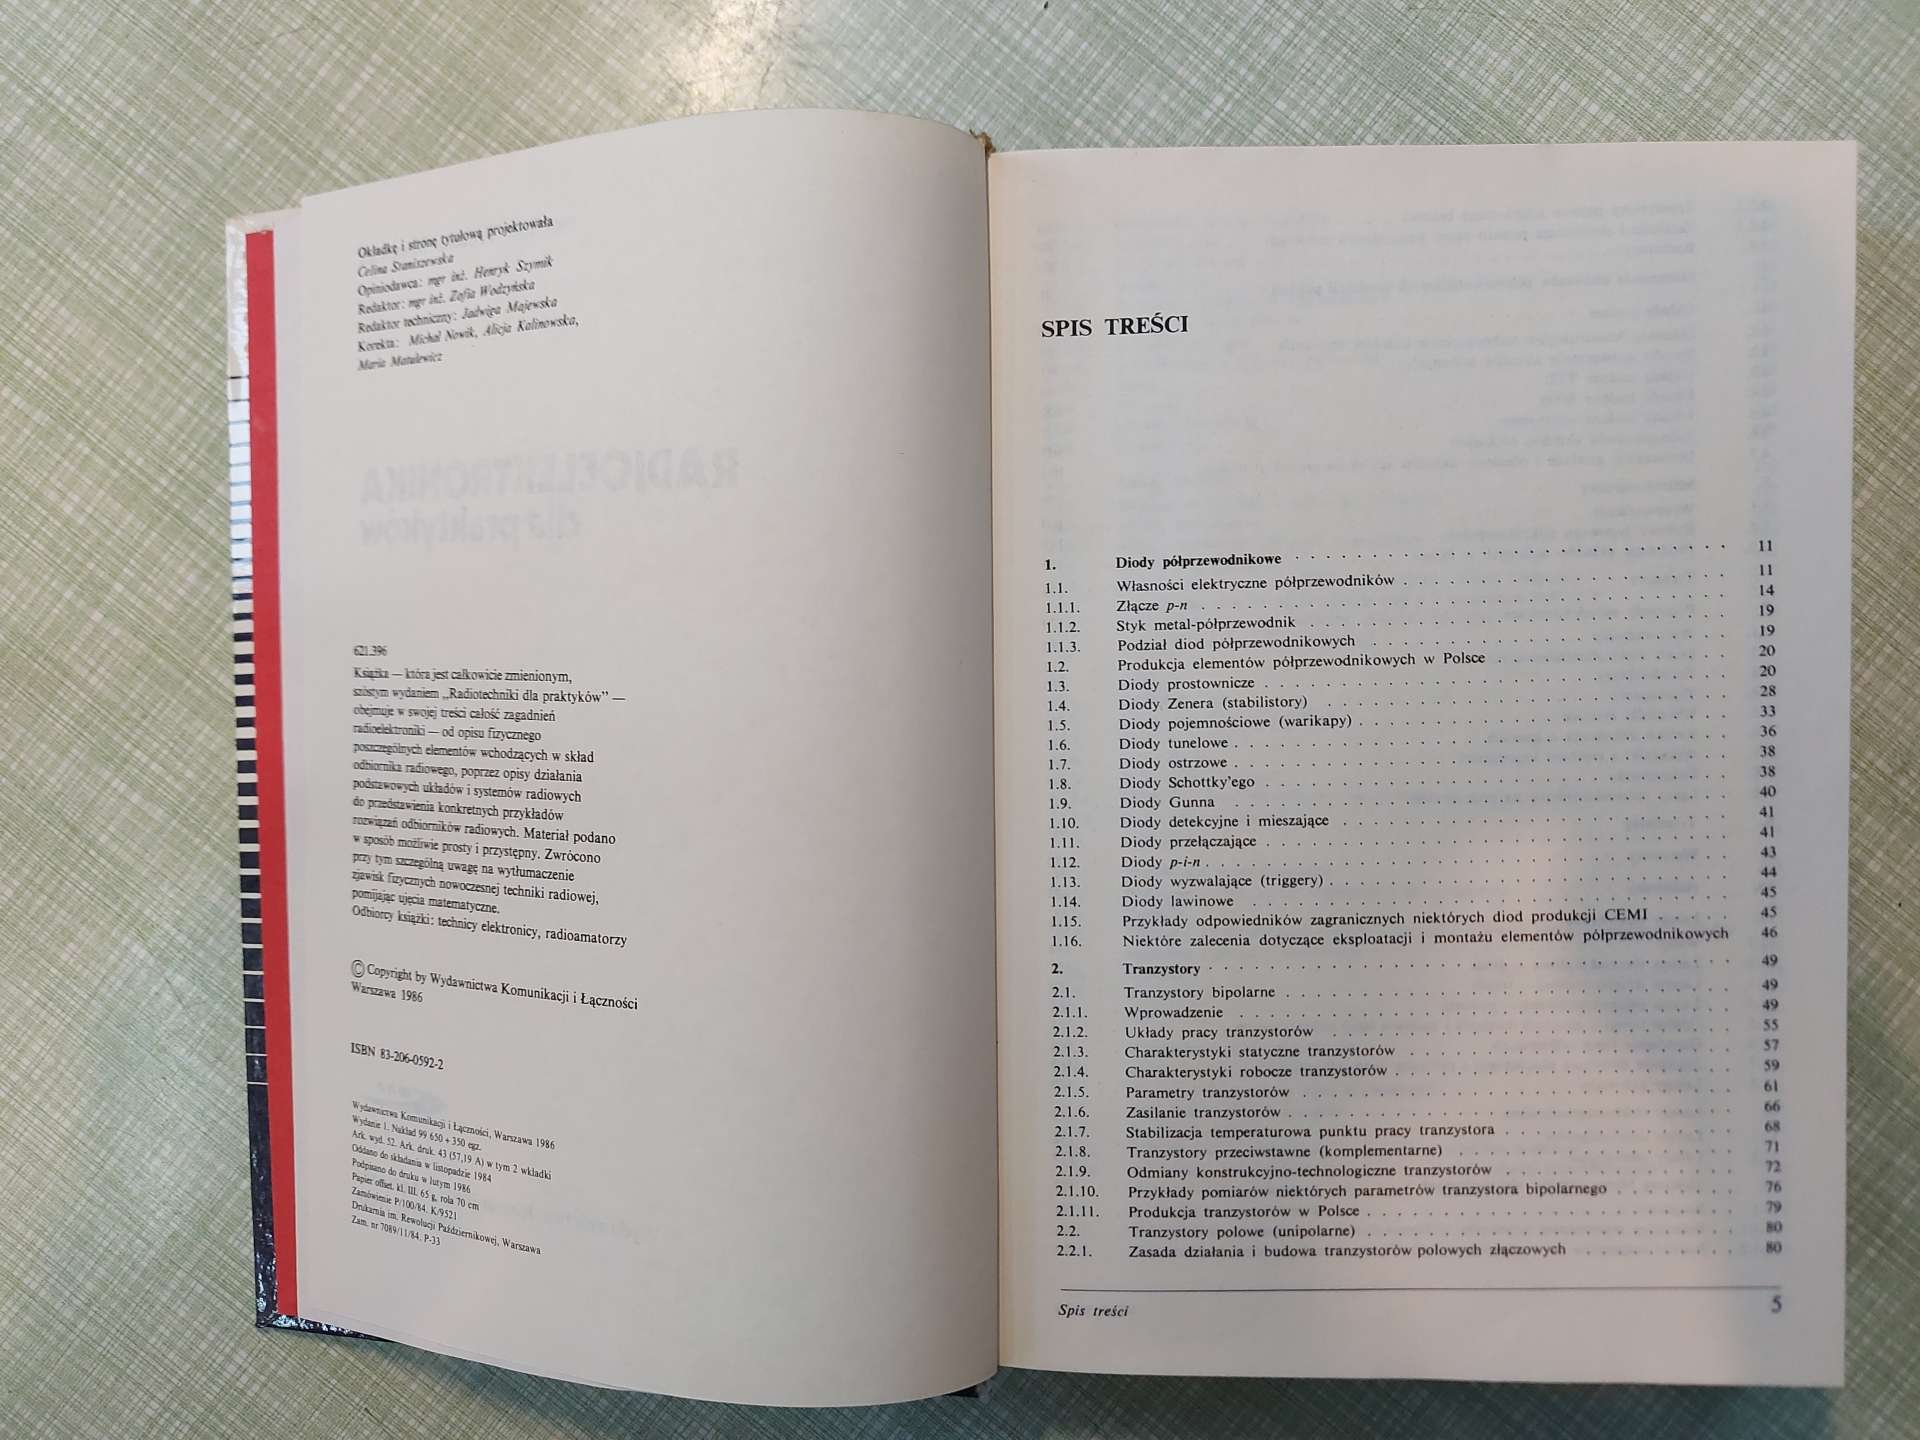 Okładkę i stronę tytułową projektowała
Celina Staniszewska
Opiniodawca: mgr inż. Henryk Szymik
Redaktor: mgr inż. Zofia Wodzyńska
Redaktor techniczny: Jadwiga Majewska
Korekta: Michał Nowik, Alicja Kalinowska,
Maria Matulewicz
RADIOELEKTRONIKA
dla praktyków
621.396
Książka — która jest całkowicie zmienionym,
szóstym wydaniem „Radiotechniki dla praktyków” —
obejmuje w swojej treści całość zagadnień
radioelektroniki — od opisu fizycznego
poszczególnych elementów wchodzących w skład
odbiornika radiowego, poprzez opisy działania
podstawowych układów i systemów radiowych
do przedstawienia konkretnych przykładów
rozwiązań odbiorników radiowych. Materiał podano
w sposób możliwie prosty i przystępny. Zwrócono
przy tym szczególną uwagę na wytłumaczenie
zjawisk fizycznych nowoczesnej techniki radiowej,
pomijając ujęcia matematyczne.
Odbiorcy książki: technicy elektronicy, radioamatorzy
© Copyright by Wydawnictwa Komunikacji i Łączności
Warszawa 1986
ISBN 83-206-0592-2
Wydawnictwa Komunikacji i Łączności, Warszawa 1986
Wydanie 1. Nakład 99 650 + 350 egz.
Ark. wyd. 52. Ark. druk. 43 (57,19 A) w tym 2 wkładki
Oddano do składania w listopadzie 1984
Podpisano do druku w lutym 1986
Papier offset. kl. III. 65 g, rola 70 cm
Zamówienie P/100/84. K/9521
Drukarnia im. Rewolucji Październikowej, Warszawa
Zam. nr 7089/11/84. P-33
SPIS TREŚCI
1. Diody półprzewodnikowe . . . . . 11
1.1. Własności elektryczne półprzewodników . . . . . 11
1.1.1. Złącze p-n . . . . . 14
1.1.2. Styk metal-półprzewodnik . . . . . 19
1.1.3. Podział diod półprzewodnikowych . . . . . 19
1.2. Produkcja elementów półprzewodnikowych w Polsce . . . . . 20
1.3. Diody prostownicze . . . . . 20
1.4. Diody Zenera (stabilistory) . . . . . 28
1.5. Diody pojemnościowe (warikapy) . . . . . 33
1.6. Diody tunelowe . . . . . 36
1.7. Diody ostrzowe . . . . . 38
1.8. Diody Schottky'ego . . . . . 38
1.9. Diody Gunna . . . . . 40
1.10. Diody detekcyjne i mieszające . . . . . 41
1.11. Diody przełączające . . . . . 41
1.12. Diody p-i-n . . . . . 43
1.13. Diody wyzwalające (triggery) . . . . . 44
1.14. Diody lawinowe . . . . . 45
1.15. Przykłady odpowiedników zagranicznych niektórych diod produkcji CEMI . . . . . 45
1.16. Niektóre zalecenia dotyczące eksploatacji i montażu elementów półprzewodnikowych 46
2. Tranzystory . . . . . 49
2.1. Tranzystory bipolarne . . . . . 49
2.1.1. Wprowadzenie . . . . . 49
2.1.2. Układy pracy tranzystorów . . . . . 55
2.1.3. Charakterystyki statyczne tranzystorów . . . . . 57
2.1.4. Charakterystyki robocze tranzystorów . . . . . 59
2.1.5. Parametry tranzystorów . . . . . 61
2.1.6. Zasilanie tranzystorów . . . . . 66
2.1.7. Stabilizacja temperaturowa punktu pracy tranzystora . . . . . 68
2.1.8. Tranzystory przeciwstawne (komplementarne) . . . . . 71
2.1.9. Odmiany konstrukcyjno-technologiczne tranzystorów . . . . . 72
2.1.10. Przykłady pomiarów niektórych parametrów tranzystora bipolarnego . . . . . 76
2.1.11. Produkcja tranzystorów w Polsce . . . . . 79
2.2. Tranzystory polowe (unipolarne) . . . . . 80
2.2.1. Zasada działania i budowa tranzystorów polowych złączowych . . . . . 80
Spis treści 5